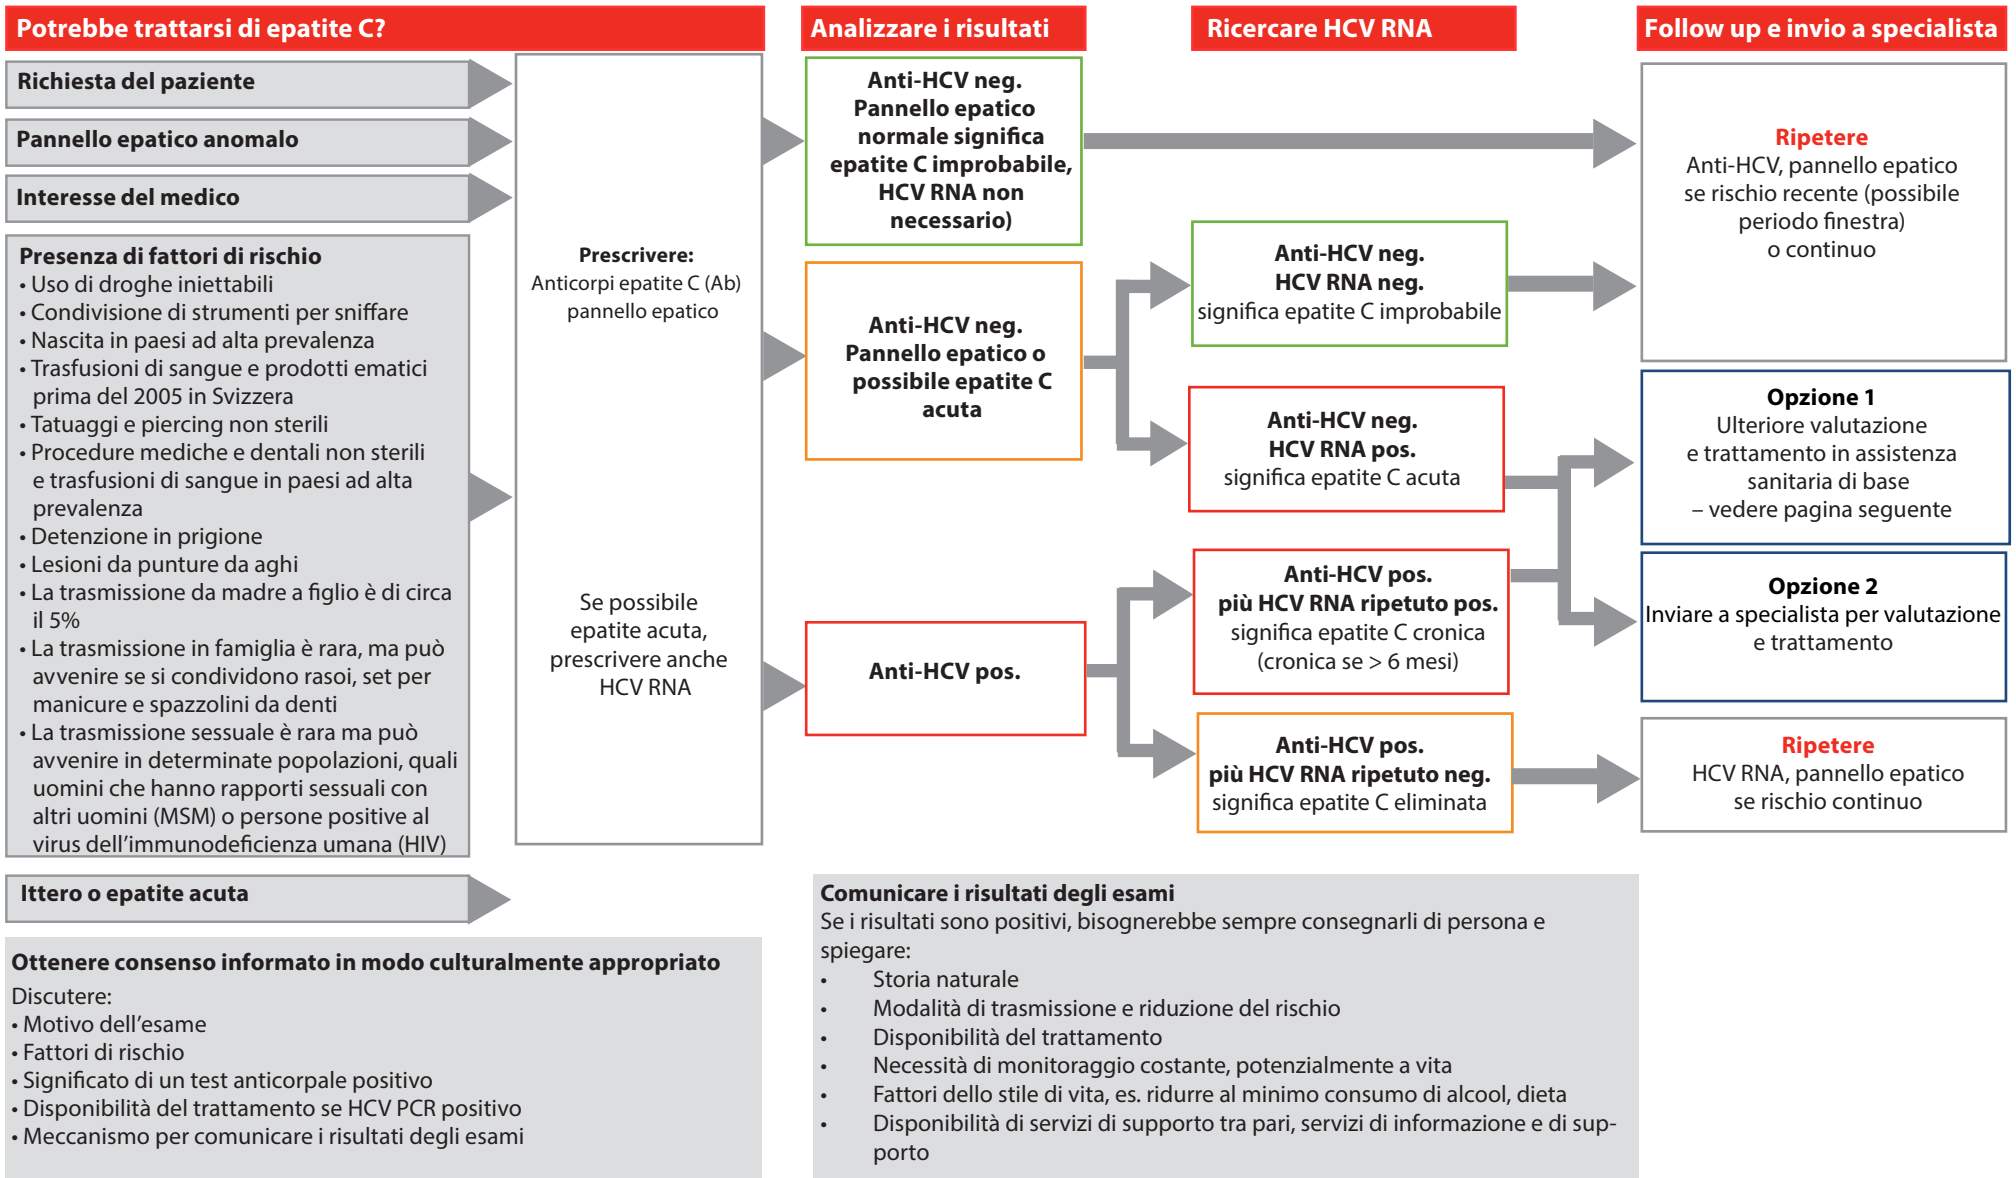 Potrebbe trattarsi di epatite C?
Richiesta del paziente
Pannello epatico anomalo
Interesse del medico
Presenza di fattori di rischio
• Uso di droghe iniettabili
• Condivisione di strumenti per sniffare
• Nascita in paesi ad alta prevalenza
• Trasfusioni di sangue e prodotti ematici
prima del 2005 in Svizzera
• Tatuaggi e piercing non sterili
• Procedure mediche e dentali non sterili
e trasfusioni di sangue in paesi ad alta
prevalenza
• Detenzione in prigione
• Lesioni da punture da aghi
• La trasmissione da madre a figlio è di circa
il 5%
• La trasmissione in famiglia è rara, ma può
avvenire se si condividono rasoi, set per
manicure e spazzolini da denti
• La trasmissione sessuale è rara ma può
avvenire in determinate popolazioni, quali
uomini che hanno rapporti sessuali con
altri uomini (MSM) o persone positive al
virus dell'immunodeficienza umana (HIV)
Ittero o epatite acuta
Prescrivere:
Anticorpi epatite C (Ab)
pannello epatico
Se possibile
epatite acuta,
prescrivere anche
HCV RNA
Analizzare i risultati
Anti-HCV neg.
Pannello epatico
normale significa
epatite C improbabile,
HCV RNA non
necessario)
Anti-HCV neg.
Pannello epatico o
possibile epatite C
acuta
Anti-HCV pos.
Ricercare HCV RNA
Anti-HCV neg.
HCV RNA neg.
significa epatite C improbabile
Anti-HCV neg.
HCV RNA pos.
significa epatite C acuta
Anti-HCV pos.
più HCV RNA ripetuto pos.
significa epatite C cronica
(cronica se > 6 mesi)
Anti-HCV pos.
più HCV RNA ripetuto neg.
significa epatite C eliminata
Follow up e invio a specialista
Ripetere
Anti-HCV, pannello epatico
se rischio recente (possibile
periodo finestra)
o continuo
Opzione 1
Ulteriore valutazione
e trattamento in assistenza
sanitaria di base
– vedere pagina seguente
Opzione 2
Inviare a specialista per valutazione
e trattamento
Ripetere
HCV RNA, pannello epatico
se rischio continuo
Ottenere consenso informato in modo culturalmente appropriato
Discutere:
• Motivo dell'esame
• Fattori di rischio
• Significato di un test anticorpale positivo
• Disponibilità del trattamento se HCV PCR positivo
• Meccanismo per comunicare i risultati degli esami
Comunicare i risultati degli esami
Se i risultati sono positivi, bisognerebbe sempre consegnarli di persona e
spiegare:
• Storia naturale
• Modalità di trasmissione e riduzione del rischio
• Disponibilità del trattamento
• Necessità di monitoraggio costante, potenzialmente a vita
• Fattori dello stile di vita, es. ridurre al minimo consumo di alcool, dieta
• Disponibilità di servizi di supporto tra pari, servizi di informazione e di sup-
porto